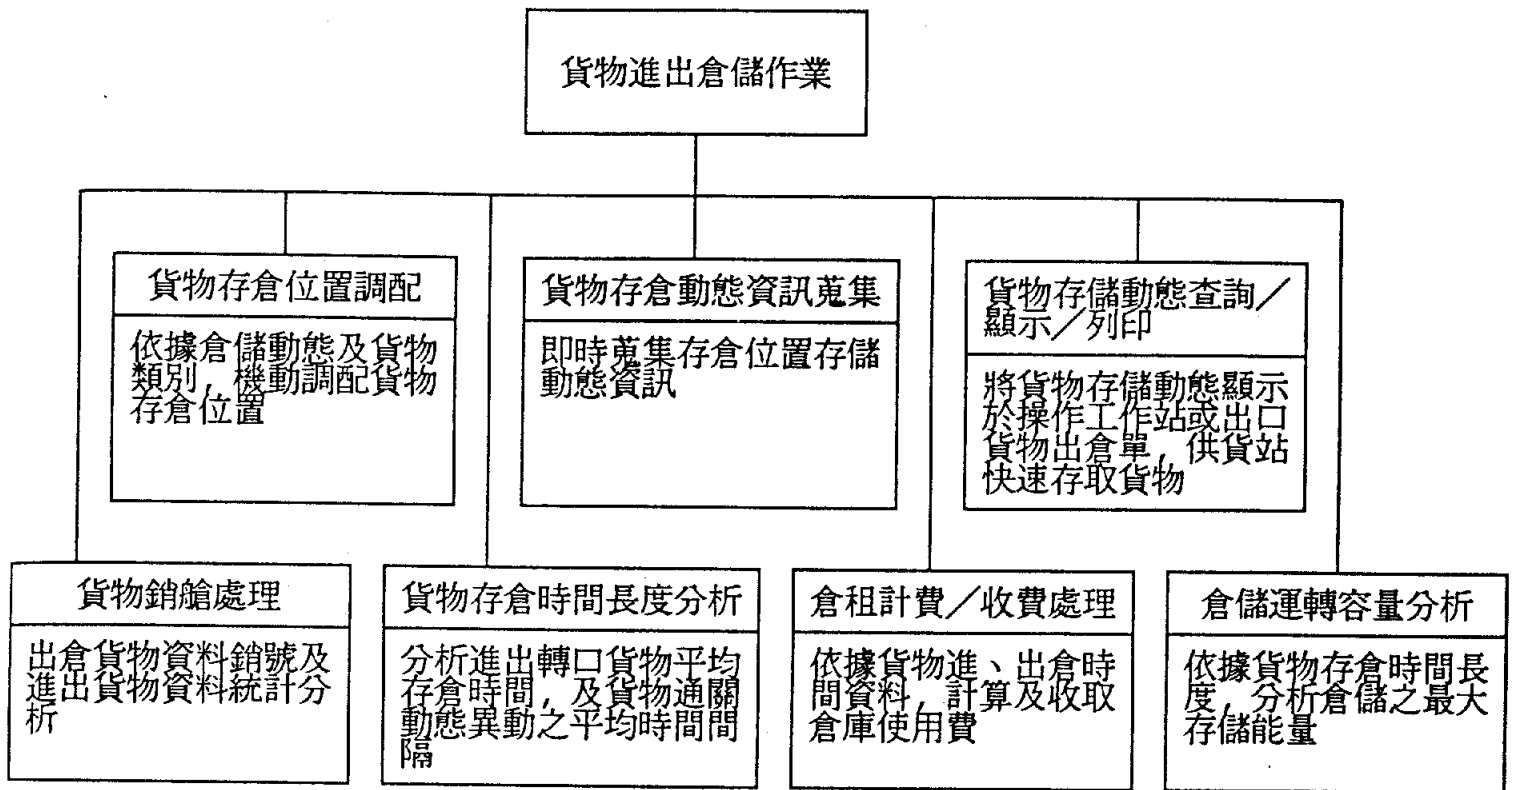 貨物進出倉儲作業
貨物存倉位置調配
依據倉儲動態及貨物
類別,機動調配貨物
存倉位置
貨物存倉動態資訊蒐集
即時蒐集存倉位置存儲
動態資訊
貨物存儲動態查詢／
顯示／列印
將貨物存儲動態顯示
於操作工作站或出口
貨物出倉單,供貨站
快速存取貨物
貨物銷艙處理
出倉貨物資料銷號及
進出貨物資料統計分
析
貨物存倉時間長度分析
分析進出轉口貨物平均
存倉時間,及貨物通關
動態異動之平均時間間
隔
倉租計費／收費處理
依據貨物進、出倉時
間資料,計算及收取
倉庫使用費
倉儲運轉容量分析
依據貨物存倉時間長
度,分析倉儲之最大
存儲能量